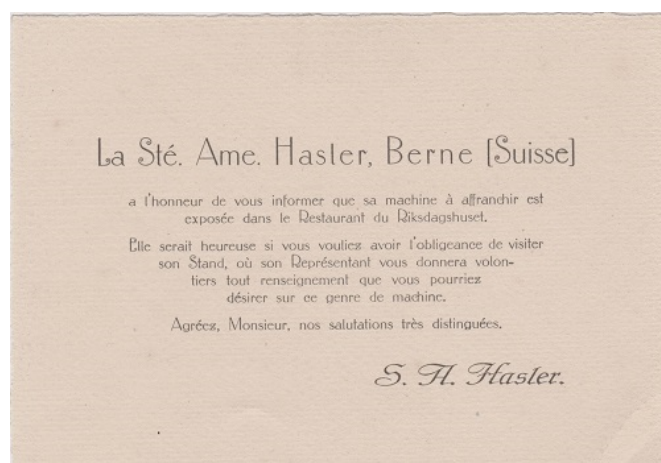 La Sté. Ame. Hasler, Berne [Suisse]
a l'honneur de vous informer que sa machine à affranchir est
exposée dans le Restaurant du Riksdagshuset.
Elle serait heureuse si vous vouliez avoir l'obligeance de visiter
son Stand, où son Représentant vous donnera volon-
tiers tout renseignement que vous pourriez
désirer sur ce genre de machine.
Agréez, Monsieur, nos salutations très distinguées.
S. A. Hasler.